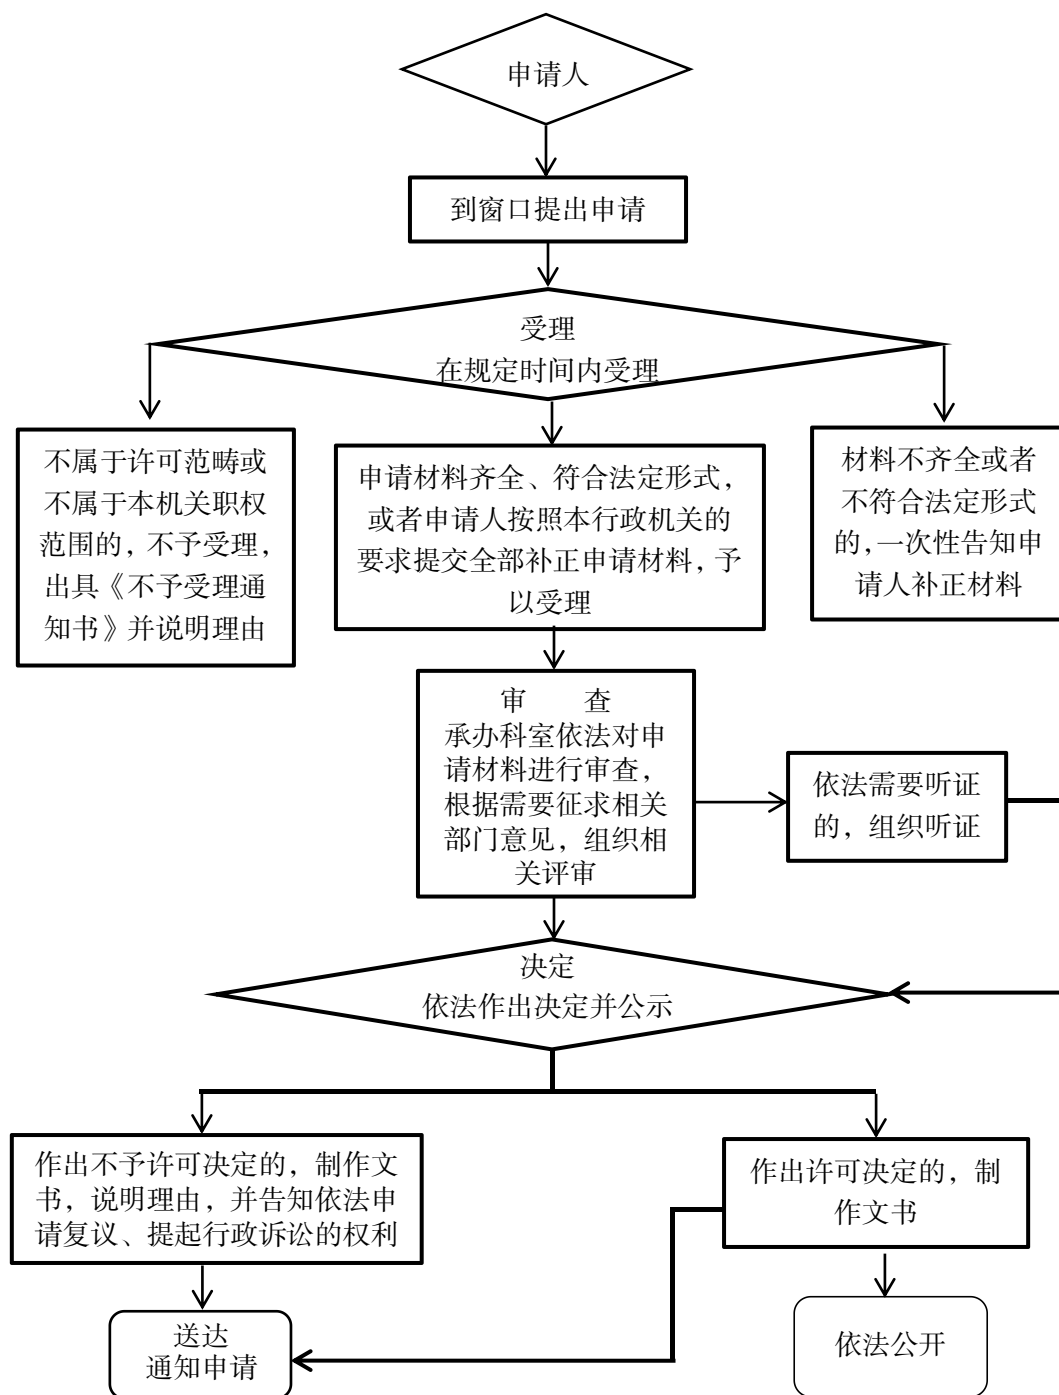 申请人
到窗口提出申请
受理
在规定时间内受理
不属于许可范畴或
不属于本机关职权
范围的，不予受理，
出具《不予受理通
知书》并说明理由
申请材料齐全、符合法定形式，
或者申请人按照本行政机关的
要求提交全部补正申请材料，予
以受理
材料不齐全或者
不符合法定形式
的，一次性告知申
请人补正材料
审 查
承办科室依法对申
请材料进行审查，
根据需要征求相关
部门意见，组织相
关评审
依法需要听证
的，组织听证
决定
依法作出决定并公示
作出不予许可决定的，制作文
书，说明理由，并告知依法申
请复议、提起行政诉讼的权利
作出许可决定的，制
作文书
送达
通知申请
依法公开